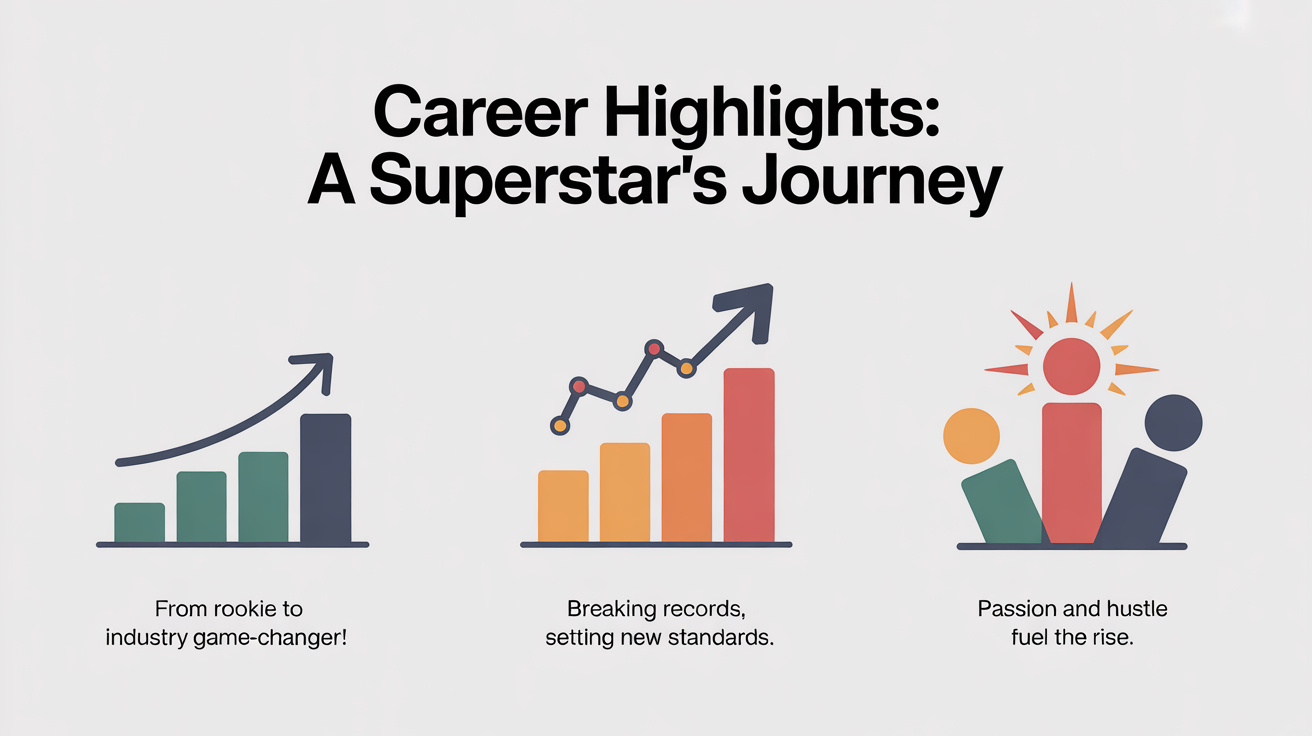 Career Highlights:
A Superstar's Journey
From rookie to
industry game-changer!
Breaking records,
setting new standards.
Passion and hustle
fuel the rise.